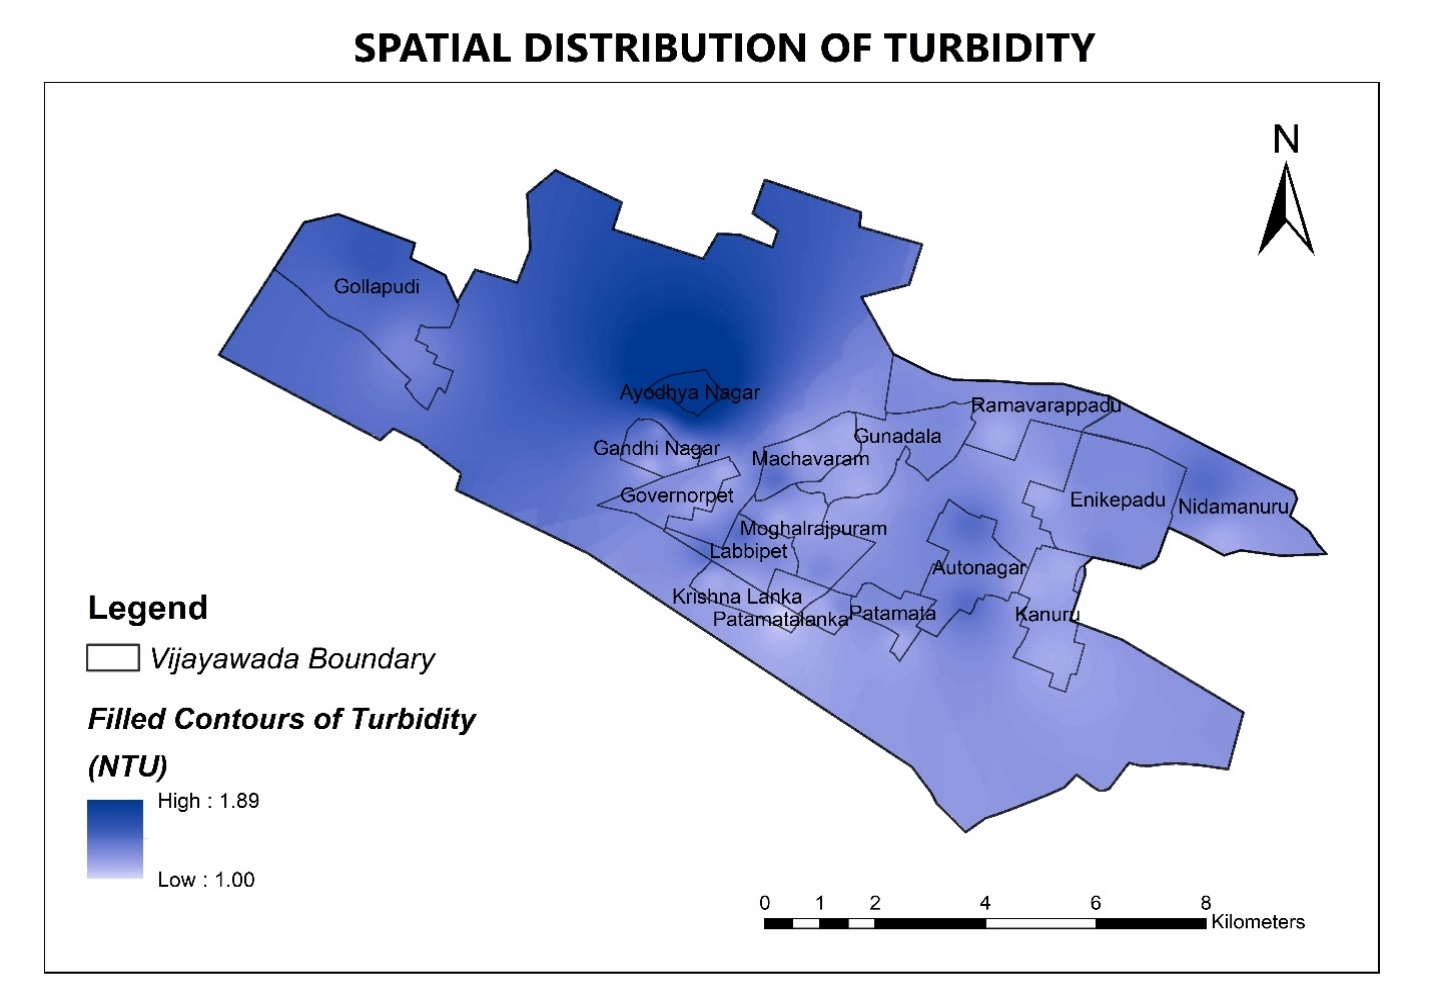 SPATIAL DISTRIBUTION OF TURBIDITY
N
Gollapudi
Ayodhya Nagar
Ramavarappadu
Gunadala
Gandhi Nagar
Machavaram
Governorpet
Enikepadu
Nidamanuru
Moghalrajpuram
Labbipet
Autonagar
Krishna Lanka
Patamatalanka
Patamata
Kanuru
Legend
Vijayawada Boundary
Filled Contours of Turbidity
(NTU)
High : 1.89
Low : 1.00
0 1 2 4 6 8
Kilometers